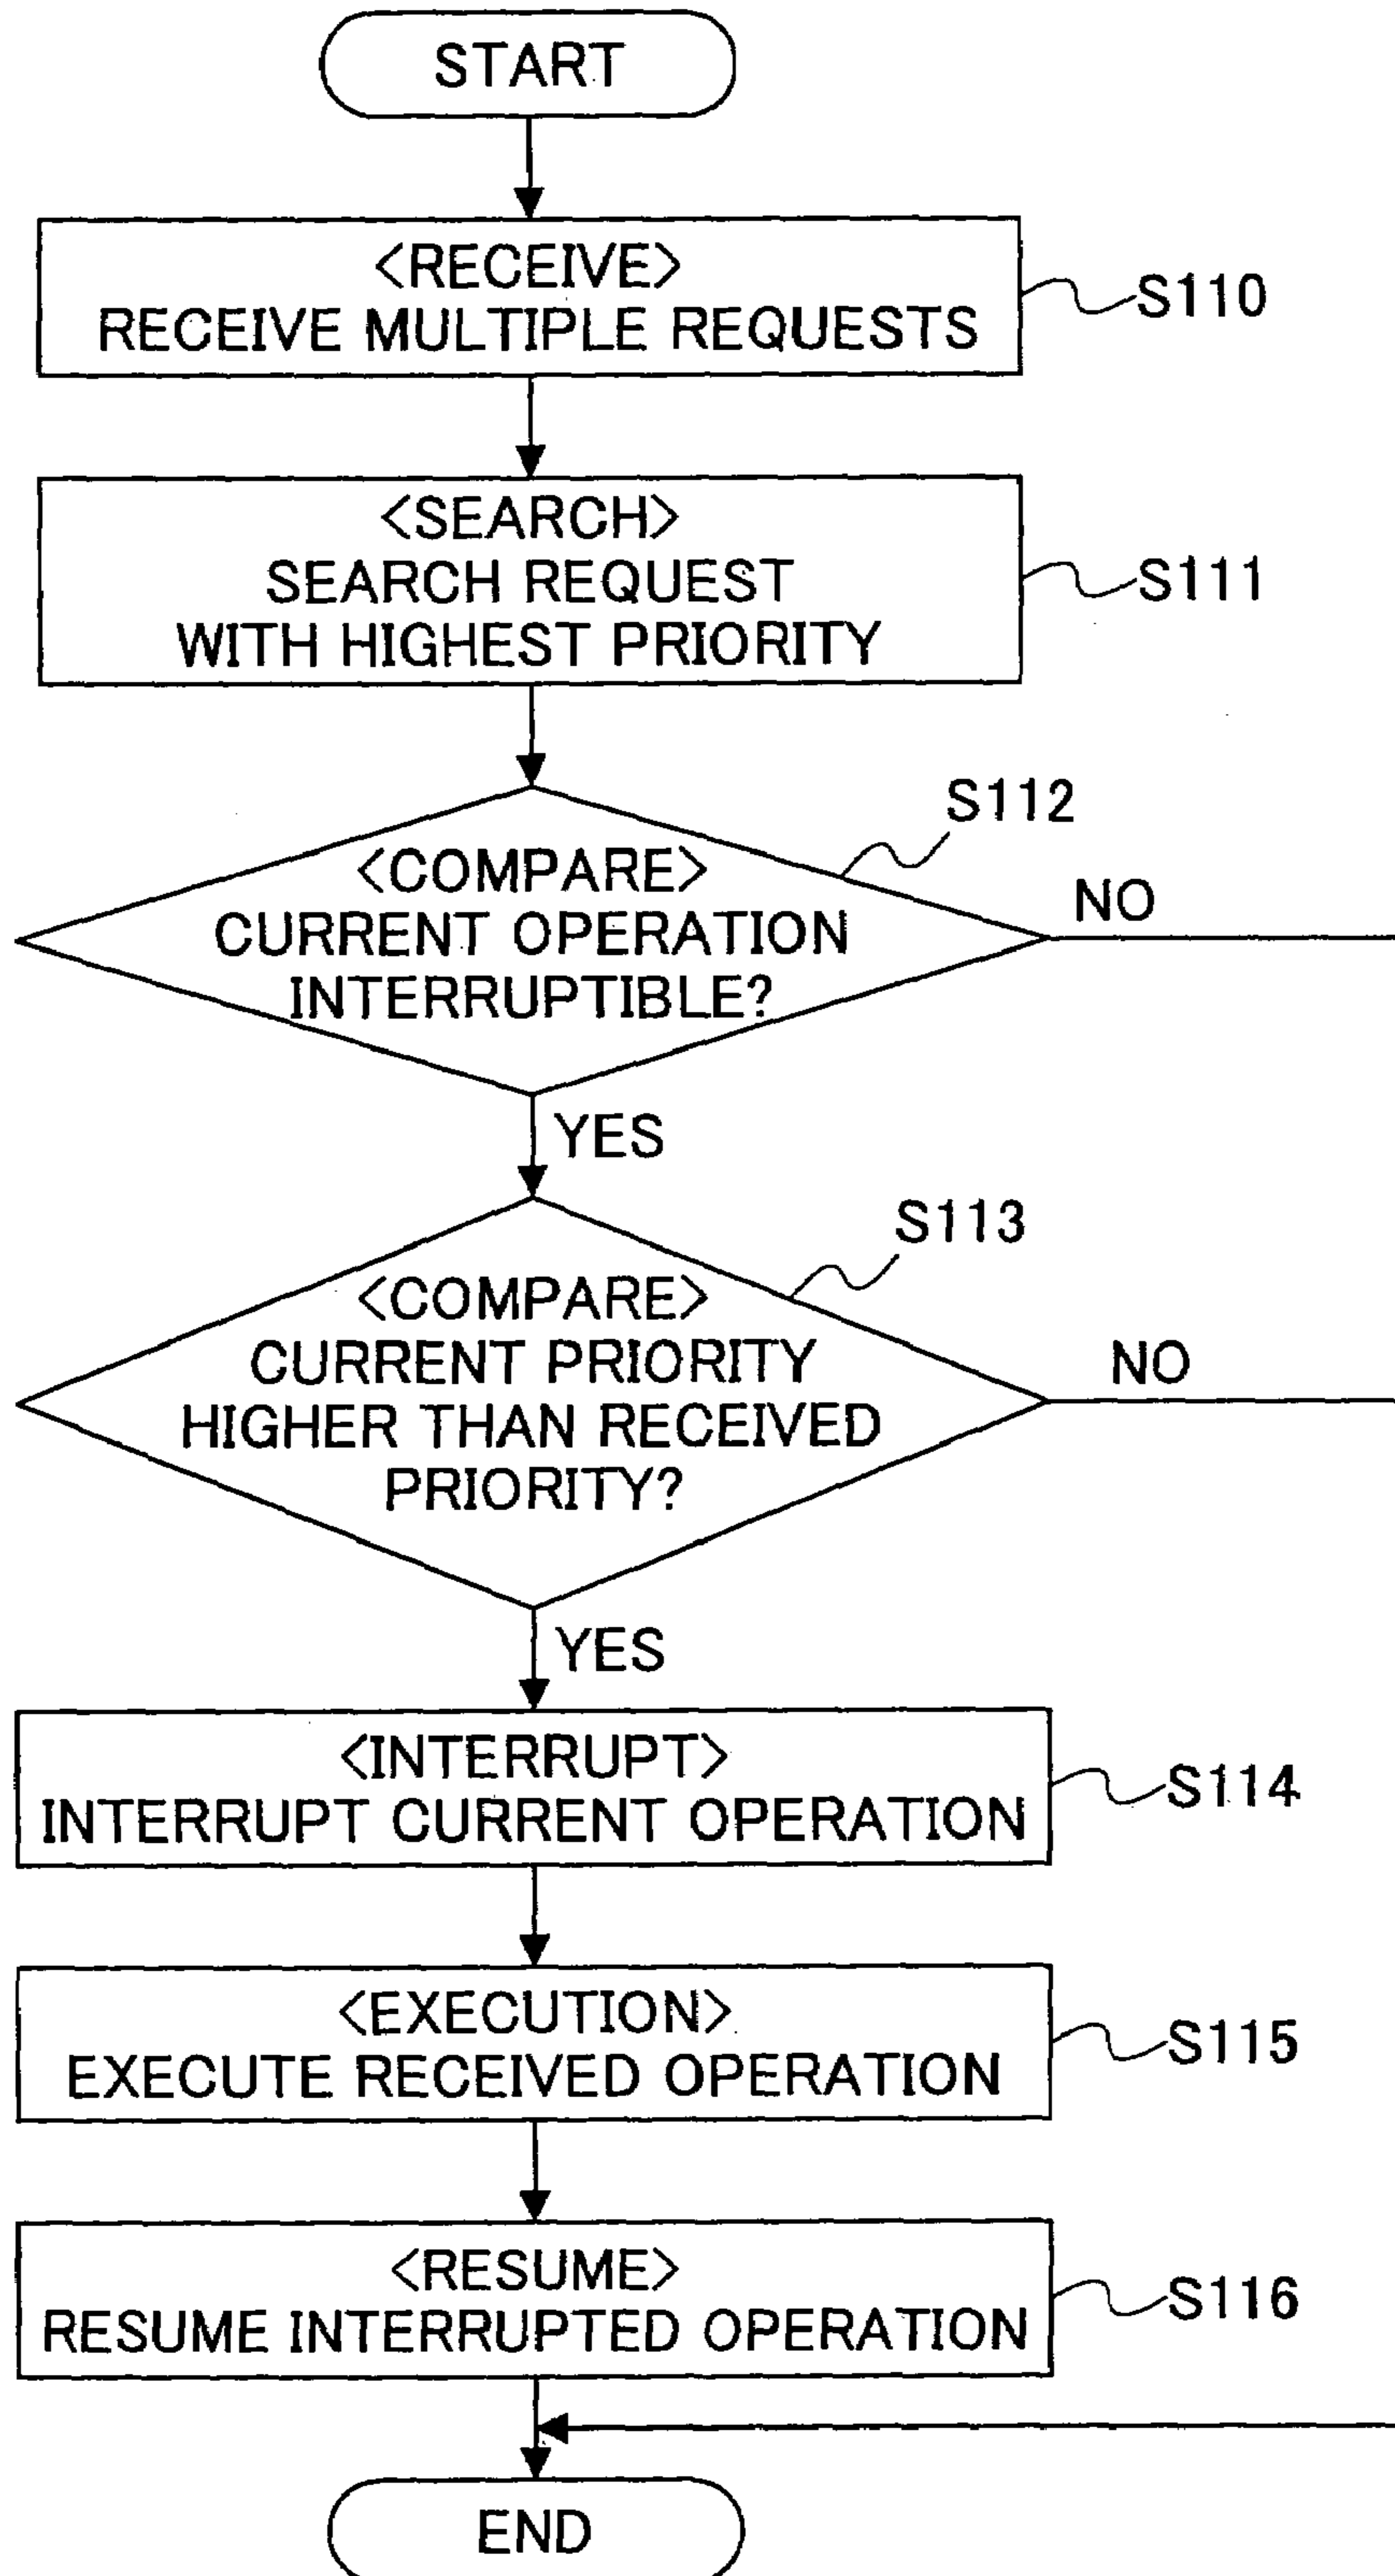 START
<RECEIVE>
RECEIVE MULTIPLE REQUESTS
S110
<SEARCH>
SEARCH REQUEST
WITH HIGHEST PRIORITY
S111
S112
<COMPARE>
CURRENT OPERATION
INTERRUPTIBLE?
NO
YES
S113
<COMPARE>
CURRENT PRIORITY
HIGHER THAN RECEIVED
PRIORITY?
NO
YES
<INTERRUPT>
INTERRUPT CURRENT OPERATION
S114
<EXECUTION>
EXECUTE RECEIVED OPERATION
S115
<RESUME>
RESUME INTERRUPTED OPERATION
S116
END